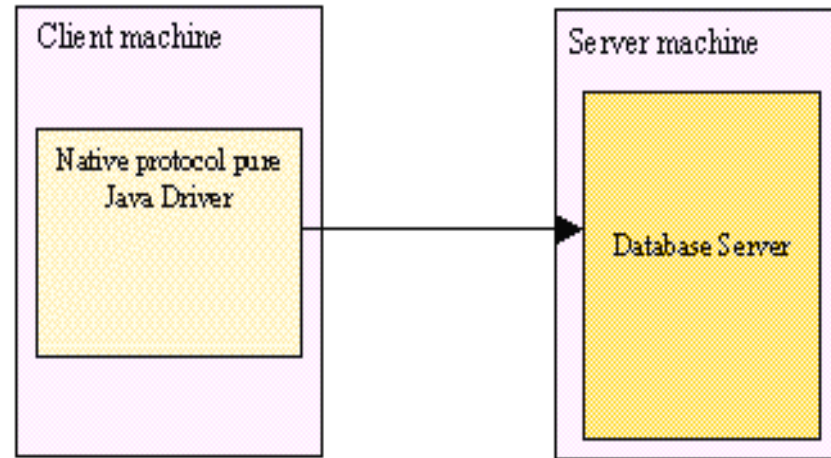 Client machine
Native protocol pure
Java Driver
Server machine
Database Server